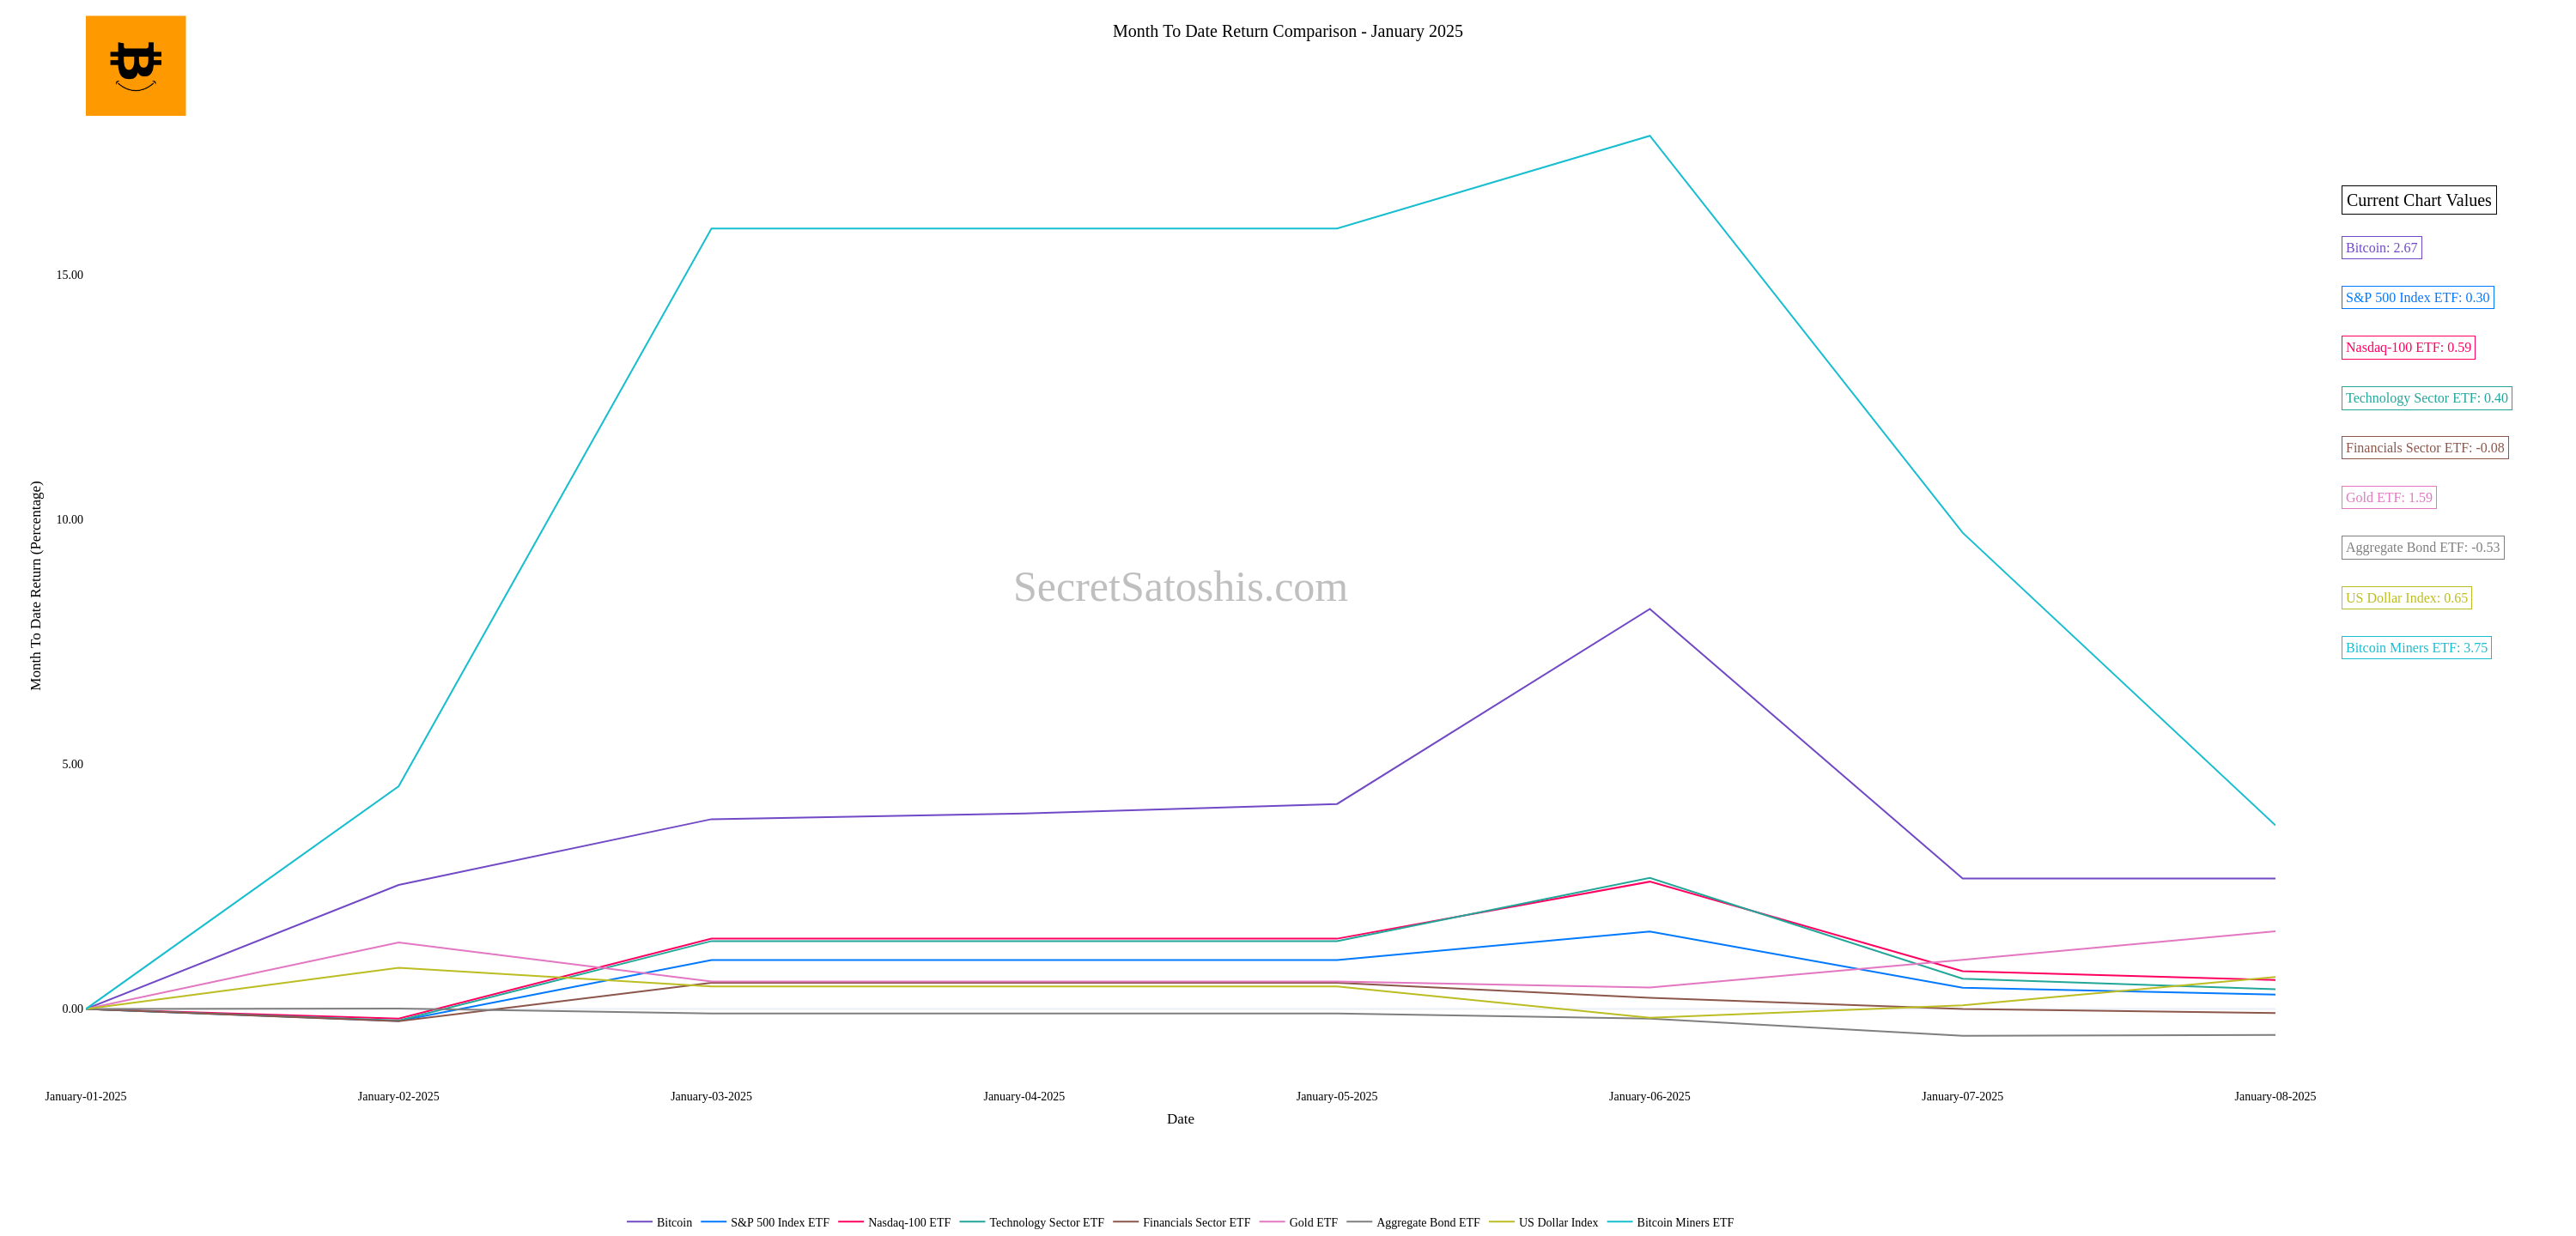 Month To Date Return Comparison - January 2025
Current Chart Values
Bitcoin: 2.67
S&P 500 Index ETF: 0.30
Nasdaq-100 ETF: 0.59
Technology Sector ETF: 0.40
Financials Sector ETF: -0.08
Gold ETF: 1.59
Aggregate Bond ETF: -0.53
US Dollar Index: 0.65
Bitcoin Miners ETF: 3.75
Month To Date Return (Percentage)
15.00
10.00
5.00
0.00
SecretSatoshis.com
January-01-2025 January-02-2025 January-03-2025 January-04-2025 January-05-2025 January-06-2025 January-07-2025 January-08-2025
Date
Bitcoin S&P 500 Index ETF Nasdaq-100 ETF Technology Sector ETF Financials Sector ETF Gold ETF Aggregate Bond ETF US Dollar Index Bitcoin Miners ETF